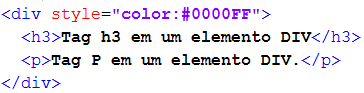 <div style="color:#0000FF">
<h3>Tag h3 em um elemento DIV</h3>
<p>Tag P em um elemento DIV.</p>
</div>